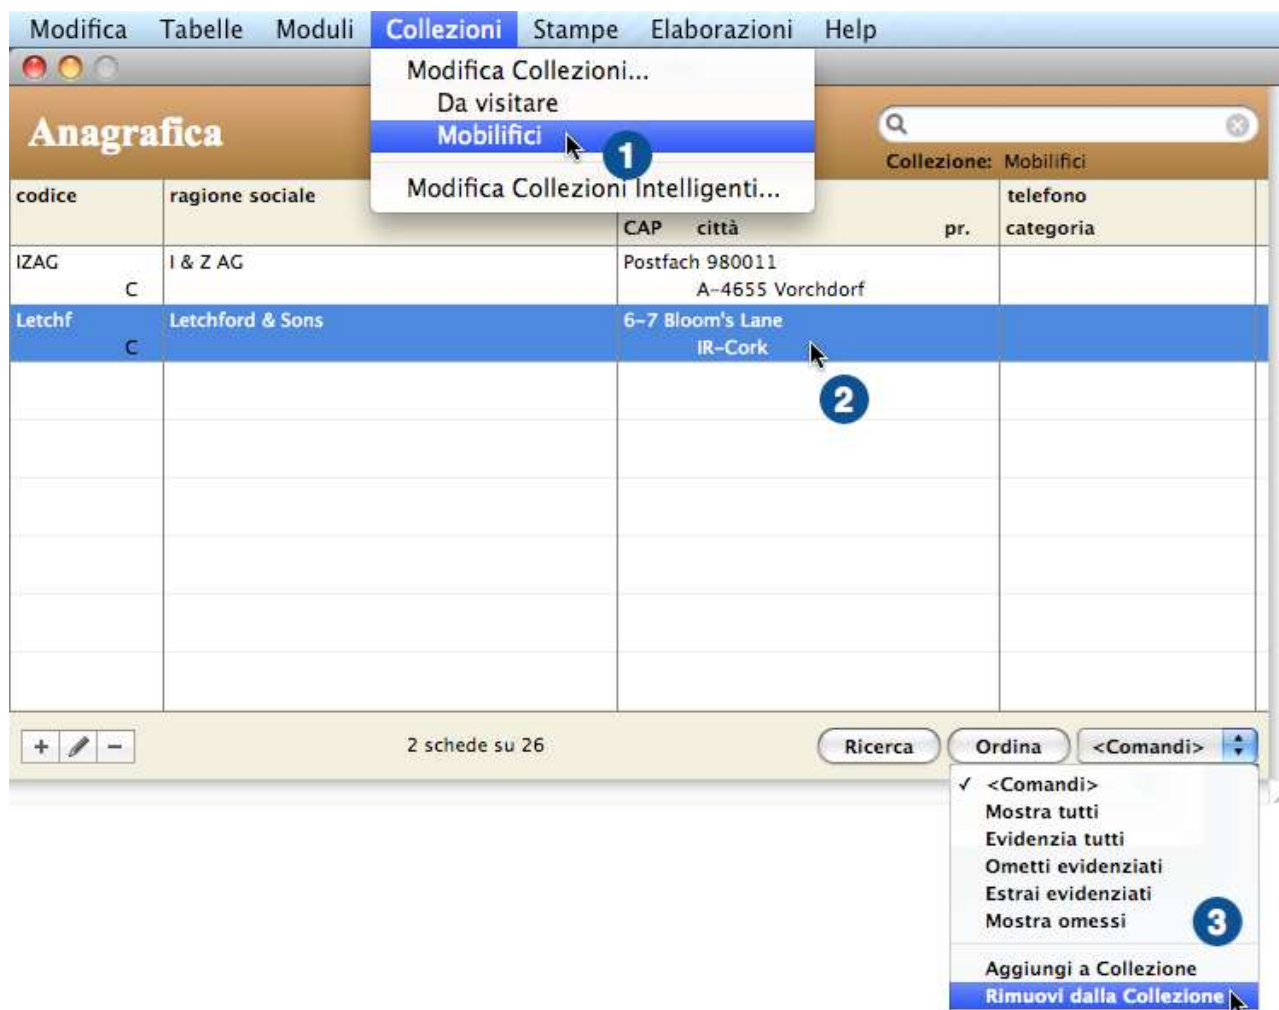 Modifica Tabelle Moduli Collezioni Stampe Elaborazioni Help
Modifica Collezioni...
Da visitare
Mobilifici
1
Modifica Collezioni Intelligenti...
Anagrafica
Collezione: Mobilifici
codice ragione sociale telefono
CAP città pr. categoria
IZAG I & Z AG Postfach 980011
C A-4655 Vorchdorf
Letchf Letchford & Sons 6-7 Bloom's Lane
C IR-Cork
2
+ - 2 schede su 26 Ricerca Ordina <Comandi>
✓ <Comandi>
Mostra tutti
Evidenzia tutti
Ometti evidenziati
Estrai evidenziati
Mostra omessi
3
Aggiungi a Collezione
Rimuovi dalla Collezione